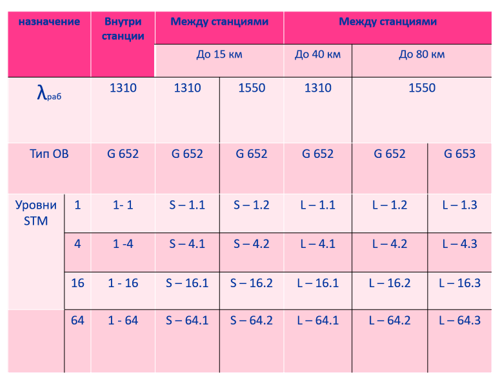 назначение Внутри станции Между станциями Между станциями
До 15 км До 40 км До 80 км
λраб 1310 1310 1550 1310 1550
Тип ОВ G 652 G 652 G 652 G 652 G 652 G 653
Уровни STM 1 1- 1 S – 1.1 S – 1.2 L – 1.1 L – 1.2 L – 1.3
4 1 -4 S – 4.1 S – 4.2 L – 4.1 L – 4.2 L – 4.3
16 1 - 16 S – 16.1 S – 16.2 L – 16.1 L – 16.2 L – 16.3
64 1 - 64 S – 64.1 S – 64.2 L – 64.1 L – 64.2 L – 64.3